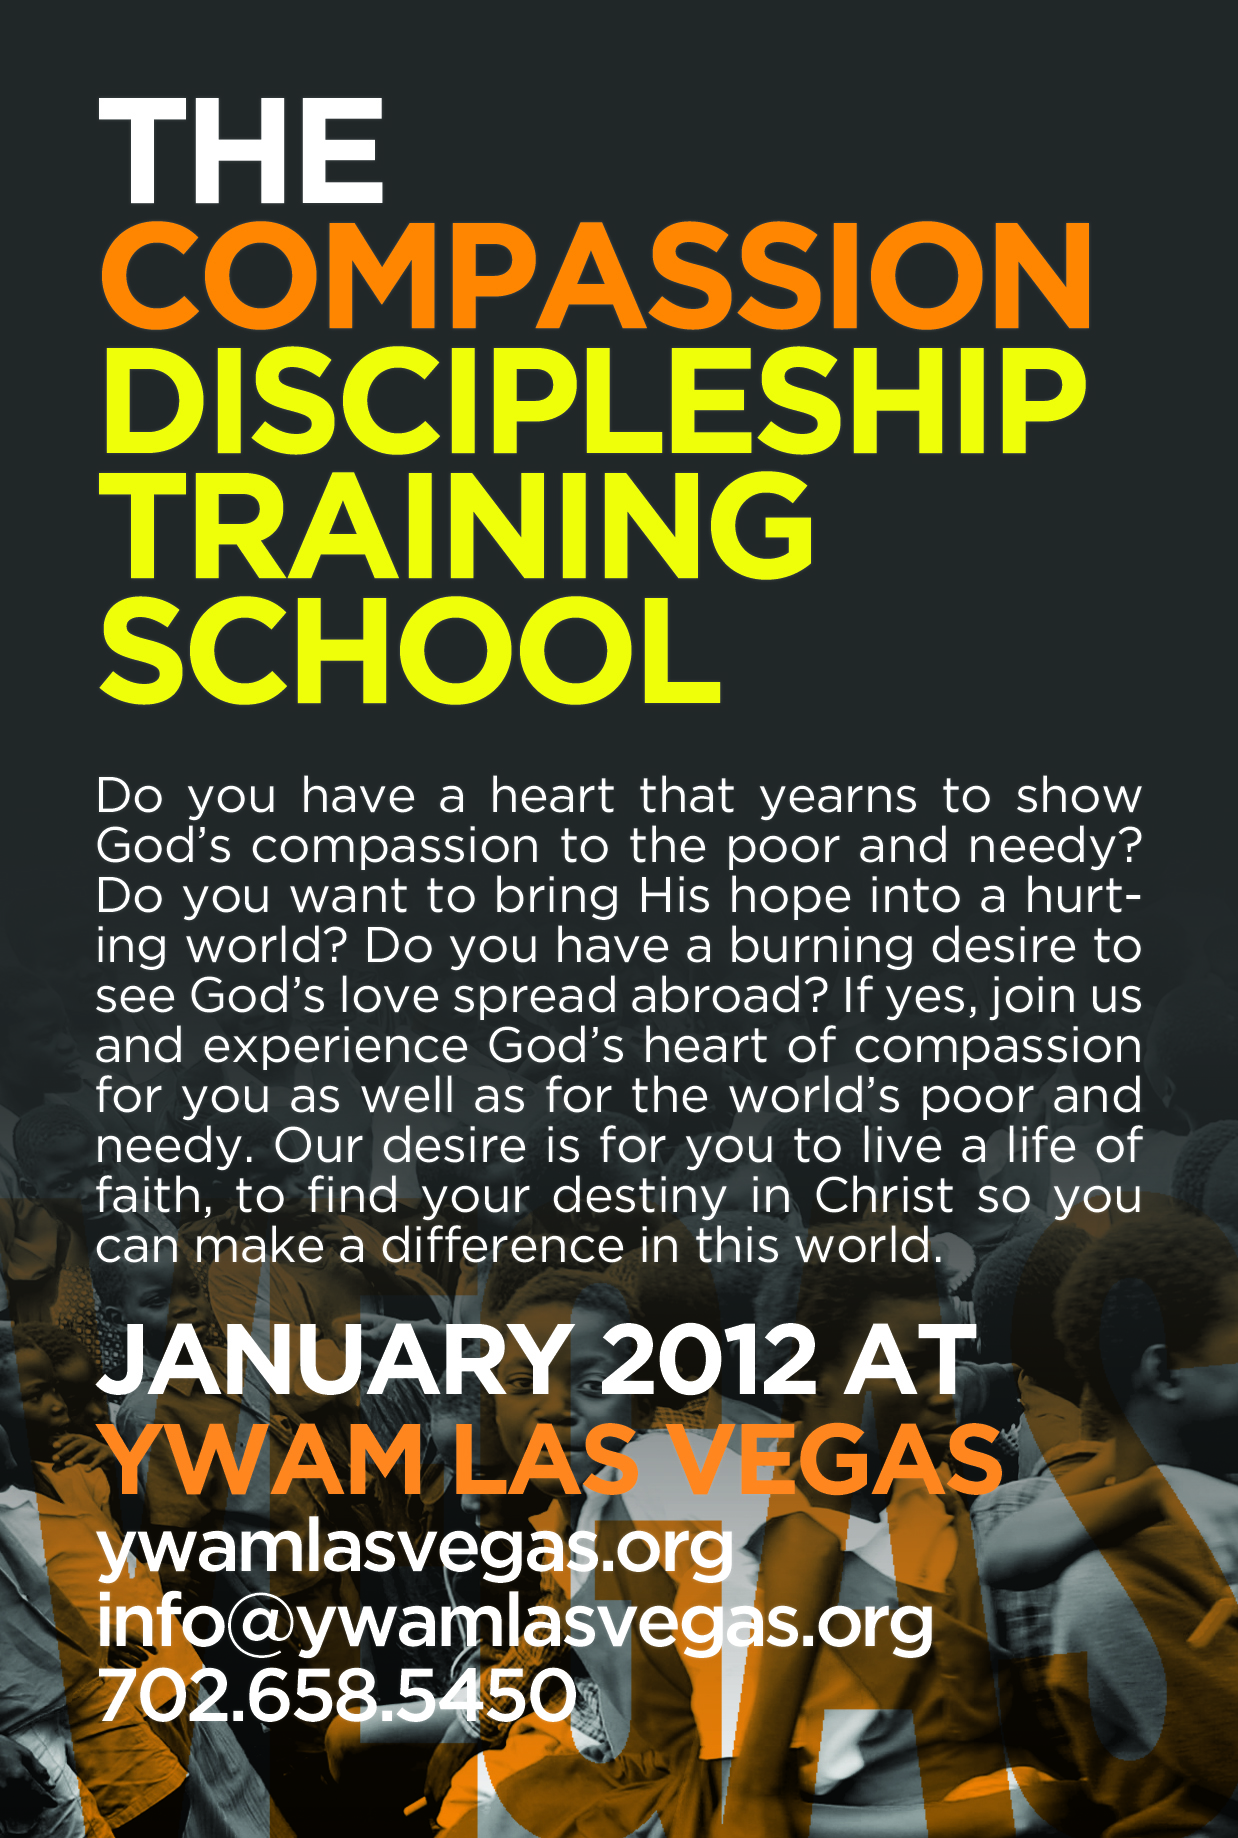 THE
COMPASSION
DISCIPLESHIP
TRAINING
SCHOOL
Do you have a heart that yearns to show
God’s compassion to the poor and needy?
Do you want to bring His hope into a hurt-
ing world? Do you have a burning desire to
see God’s love spread abroad? If yes, join us
and experience God’s heart of compassion
for you as well as for the world’s poor and
needy. Our desire is for you to live a life of
faith, to find your destiny in Christ so you
can make a difference in this world.
JANUARY 2012 AT
YWAM LAS VEGAS
ywamlasvegas.org
info@ywamlasvegas.org
702.658.5450
VEGAS